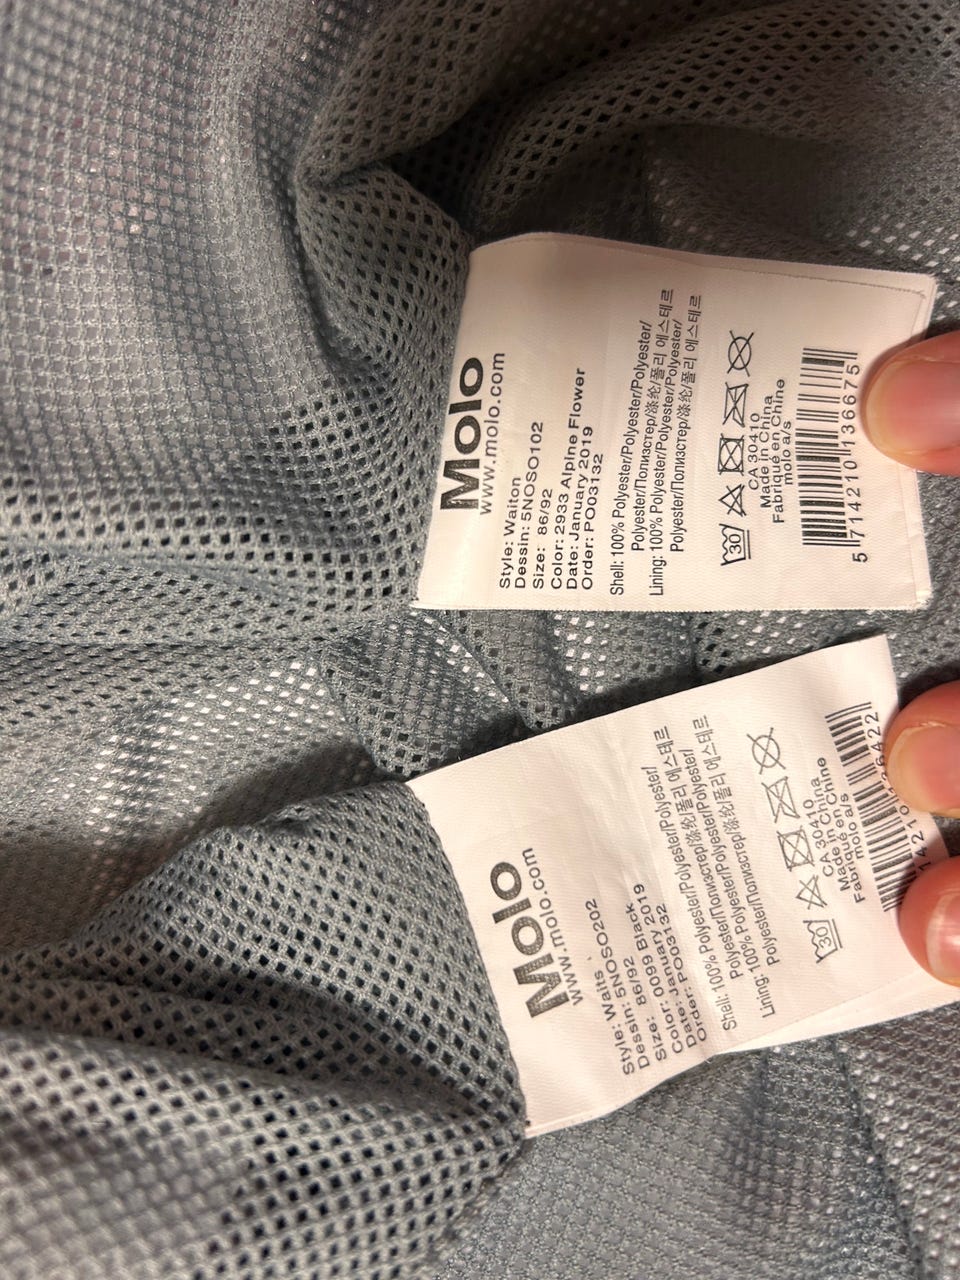 Molo
www.molo.com
Style: Waiton
Dessin: 5NOSO102
Size: 86/92
Color: 2933 Alpine Flower
Date: January 2019
Order: PO03132
Shell: 100% Polyester/Polyester/Polyester/
Polyester/Полиэстер/涤纶/폴리 에스테르
Lining: 100% Polyester/Polyester/Polyester/
Polyester/Полиэстер/涤纶/폴리 에스테르
30
CA 30410
Made in China
Fabriqué en Chine
molo a/s
5 714210 136675
Molo
www.molo.com
Style: Waits
Dessin: 5NOSO202
Size: 86/92
Color: 0099 Black
Date: January 2019
Order: PO03132
Shell: 100% Polyester/Polyester/Polyester/
Polyester/Полиэстер/涤纶/폴리 에스테르
Lining: 100% Polyester/Polyester/Polyester/
Polyester/Полиэстер/涤纶/폴리 에스테르
30
CA 30410
Made in China
Fabriqué en Chine
molo a/s